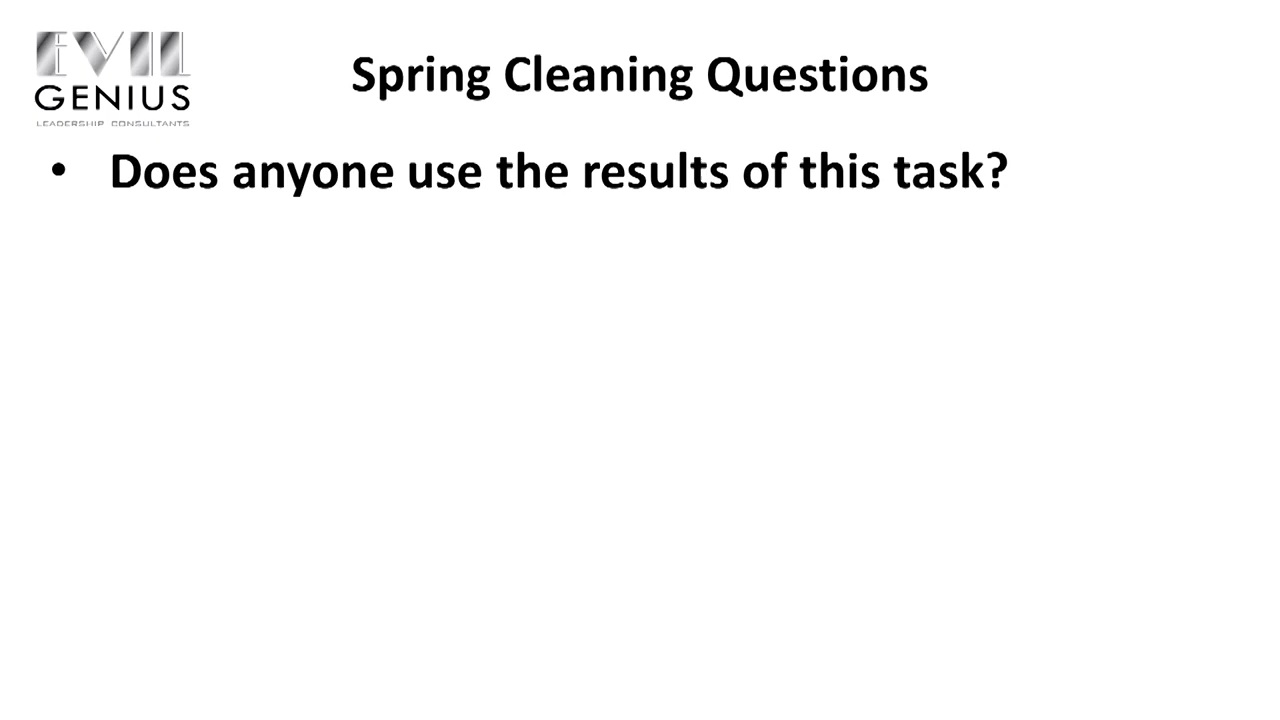 EVIL
GENIUS
LEADERSHIP CONSULTANTS
Spring Cleaning Questions
• Does anyone use the results of this task?